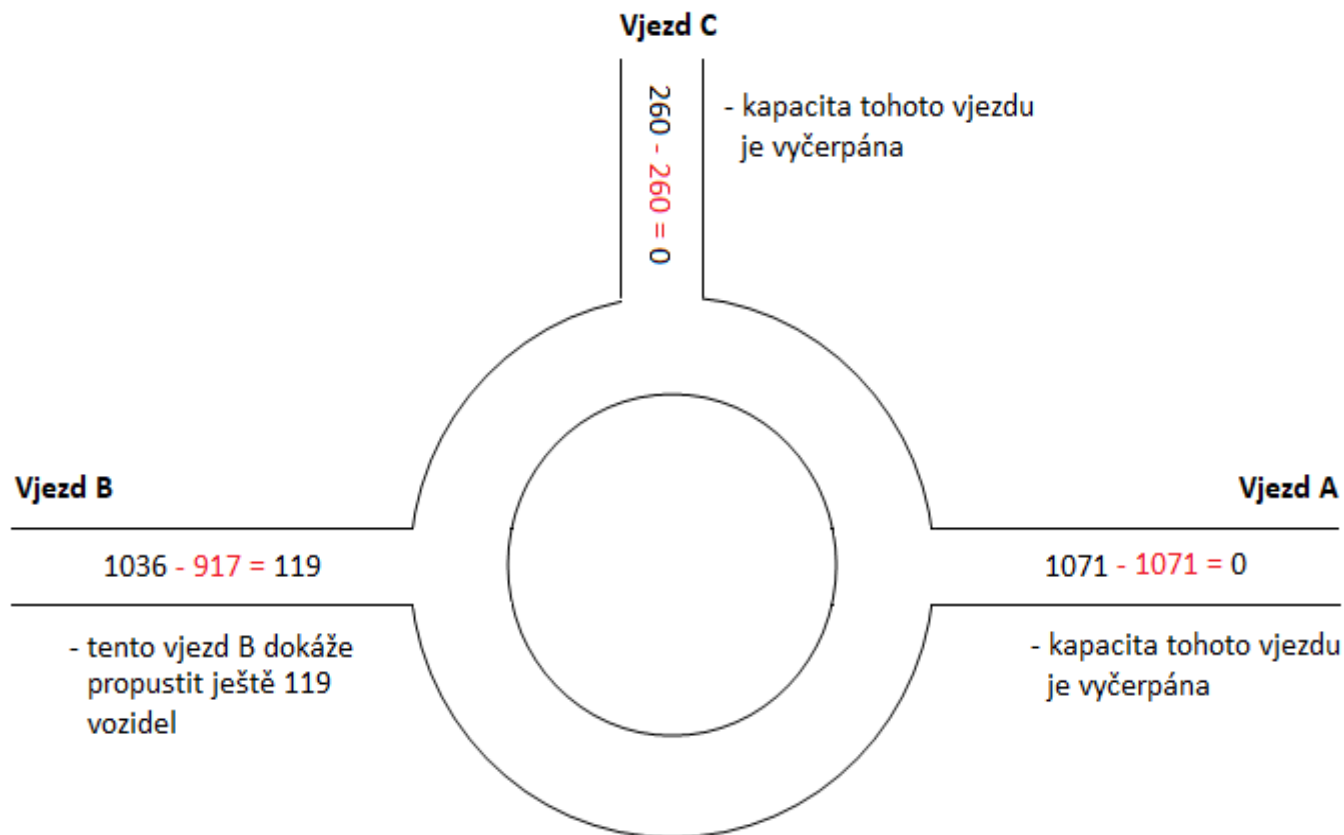 Vjezd C
260 - 260 = 0
- kapacita tohoto vjezdu
je vyčerpána
Vjezd B
1036 - 917 = 119
- tento vjezd B dokáže
propustit ještě 119
vozidel
Vjezd A
1071 - 1071 = 0
- kapacita tohoto vjezdu
je vyčerpána